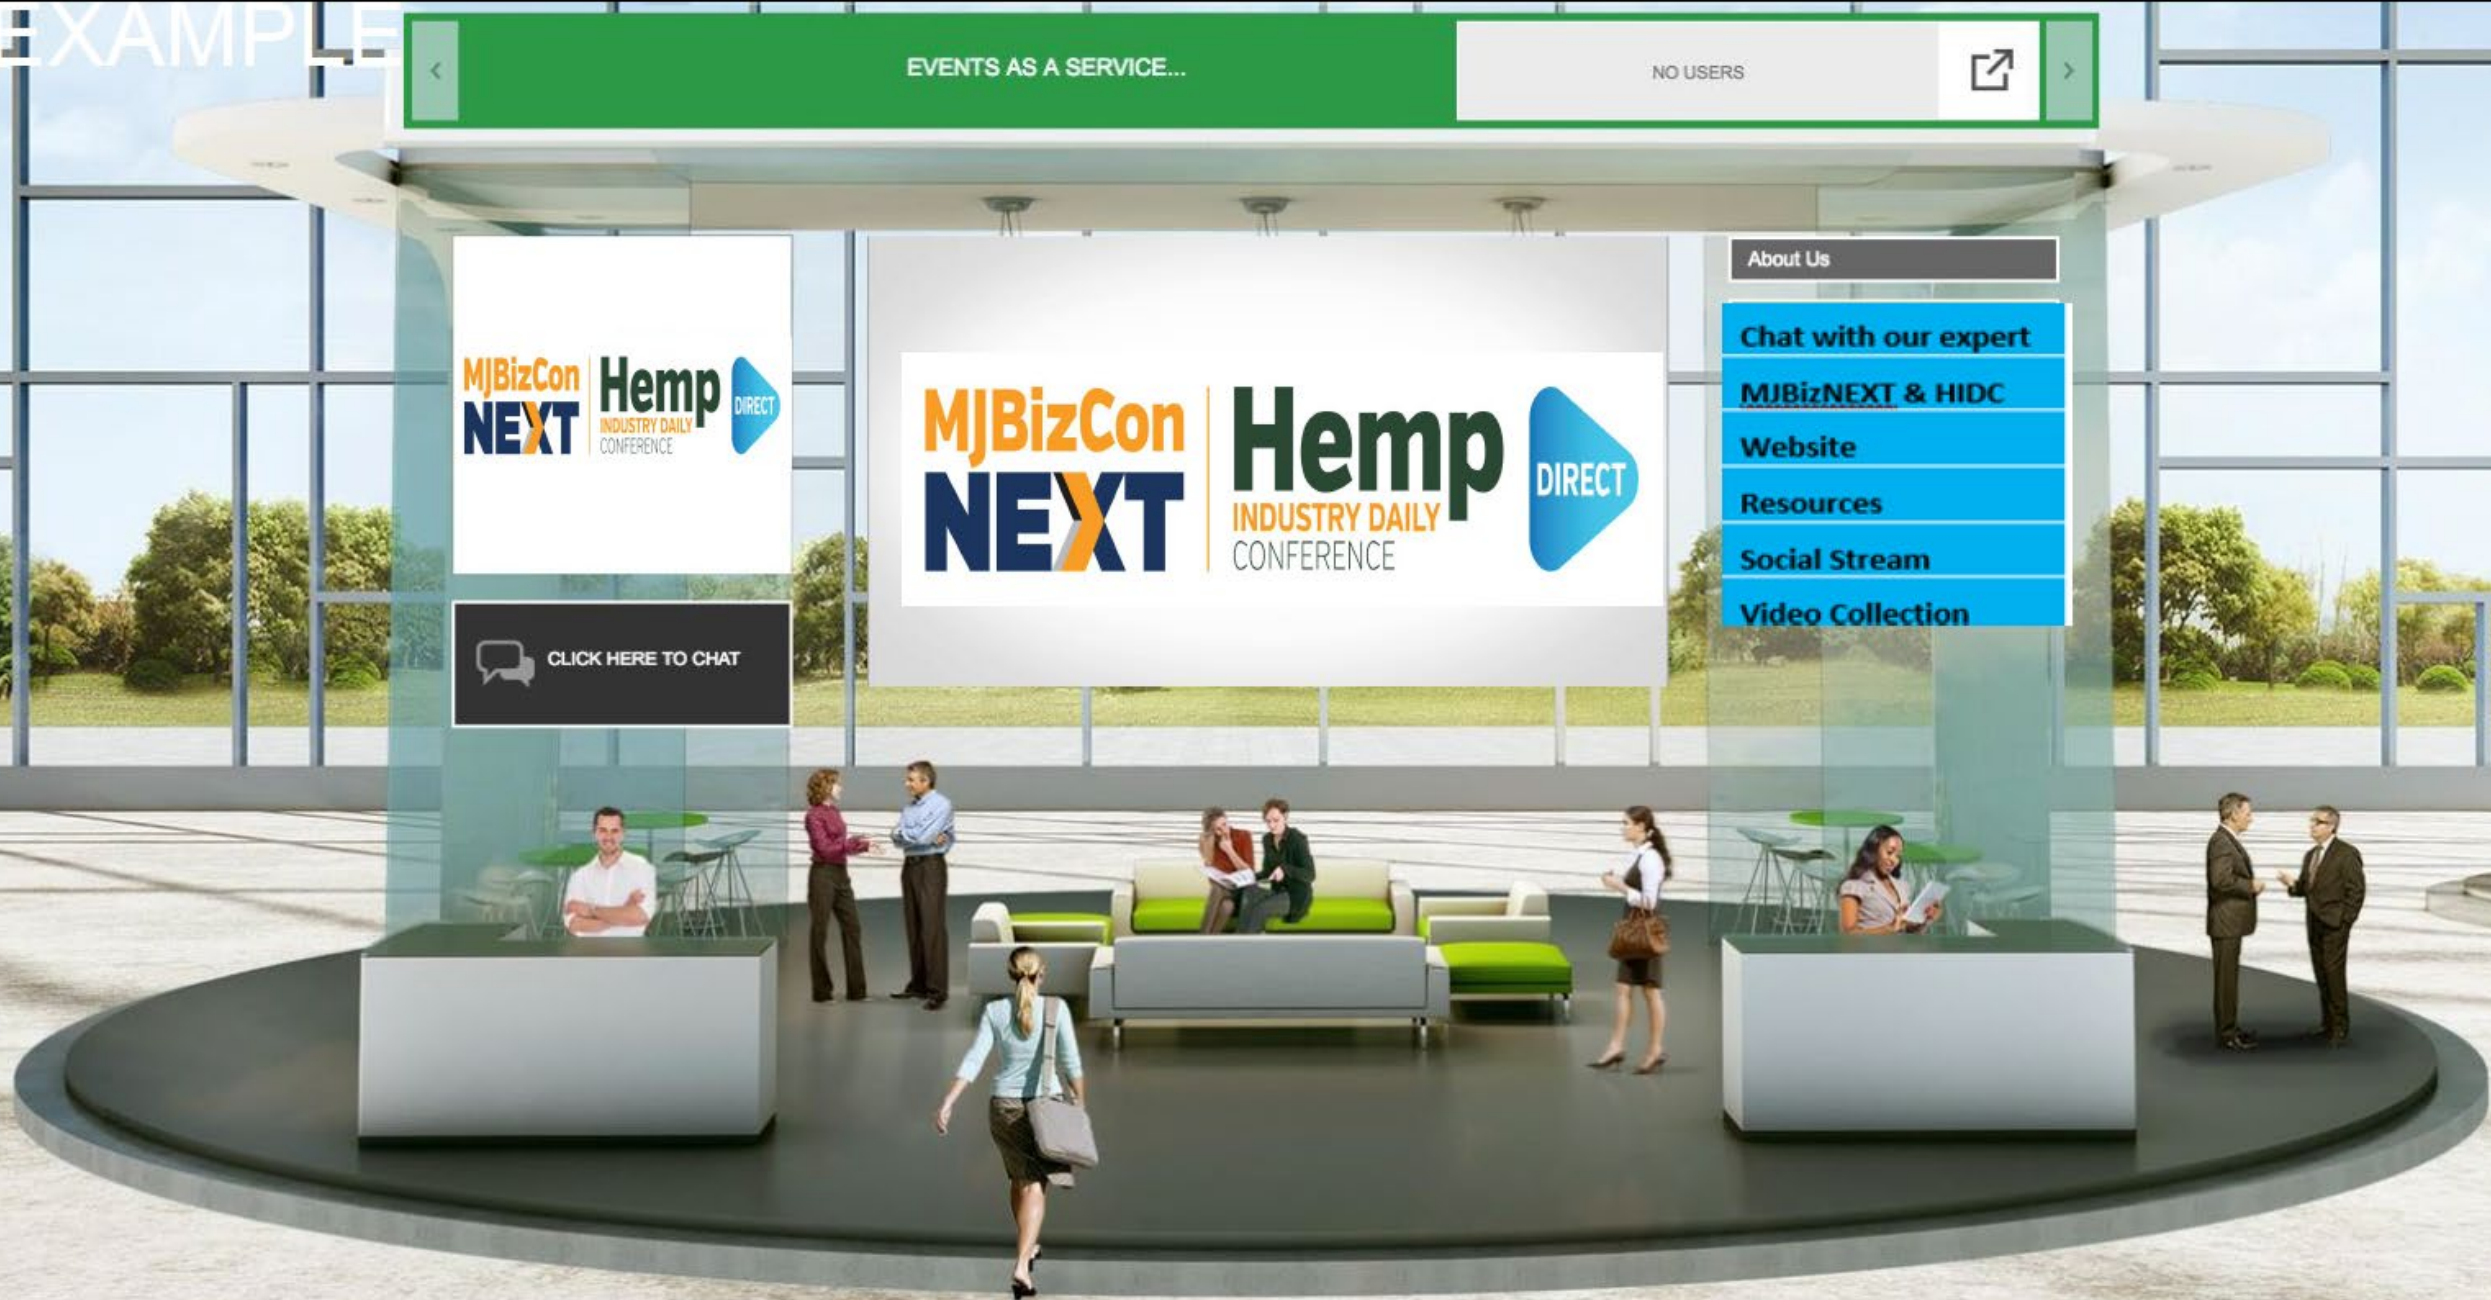 EXAMPLE
<
EVENTS AS A SERVICE...
NO USERS
>
MJBizCon
NEXT
Hemp
INDUSTRY DAILY
CONFERENCE
DIRECT
CLICK HERE TO CHAT
MJBizCon
NEXT
Hemp
INDUSTRY DAILY
CONFERENCE
DIRECT
About Us
Chat with our expert
MJBizNEXT & HIDC
Website
Resources
Social Stream
Video Collection